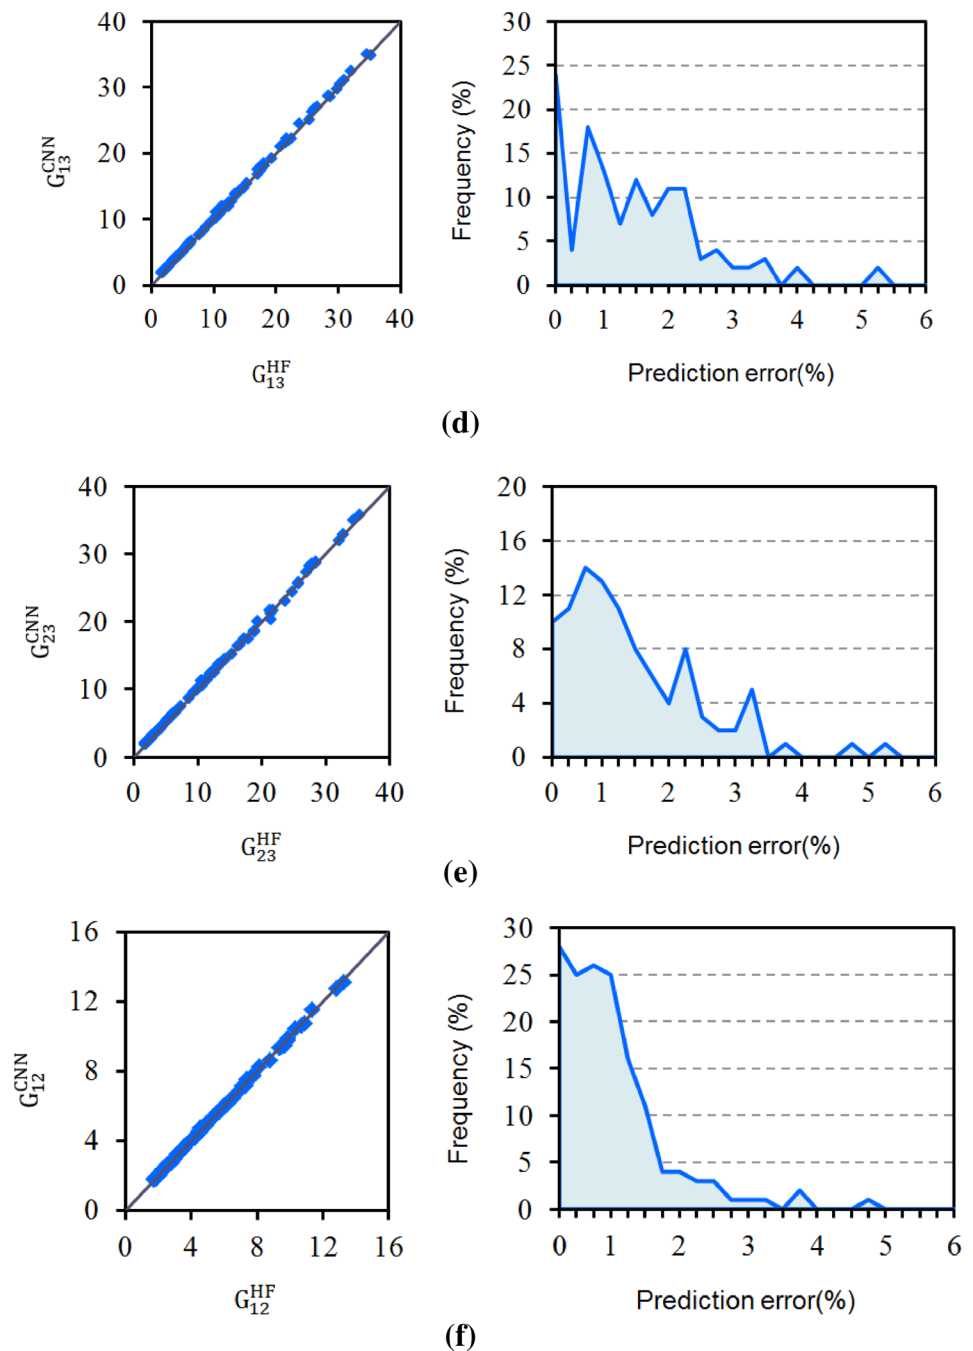 40
30
20
10
0
0 10 20 30 40
G₁₃ᶜᴺᴺ
G₁₃ᴴᶠ
30
25
20
15
10
5
0
0 1 2 3 4 5 6
Frequency (%)
Prediction error(%)
(d)
40
30
20
10
0
0 10 20 30 40
G₂₃ᶜᴺᴺ
G₂₃ᴴᶠ
20
16
12
8
4
0
0 1 2 3 4 5 6
Frequency (%)
Prediction error(%)
(e)
16
12
8
4
0
0 4 8 12 16
G₁₂ᶜᴺᴺ
G₁₂ᴴᶠ
30
25
20
15
10
5
0
0 1 2 3 4 5 6
Frequency (%)
Prediction error(%)
(f)